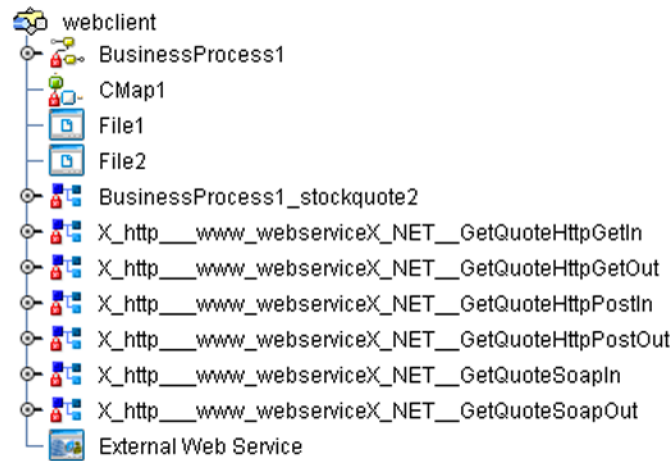 webclient
BusinessProcess1
CMap1
File1
File2
BusinessProcess1_stockquote2
X_http___www_webserviceX_NET__GetQuoteHttpGetIn
X_http___www_webserviceX_NET__GetQuoteHttpGetOut
X_http___www_webserviceX_NET__GetQuoteHttpPostIn
X_http___www_webserviceX_NET__GetQuoteHttpPostOut
X_http___www_webserviceX_NET__GetQuoteSoapIn
X_http___www_webserviceX_NET__GetQuoteSoapOut
External Web Service